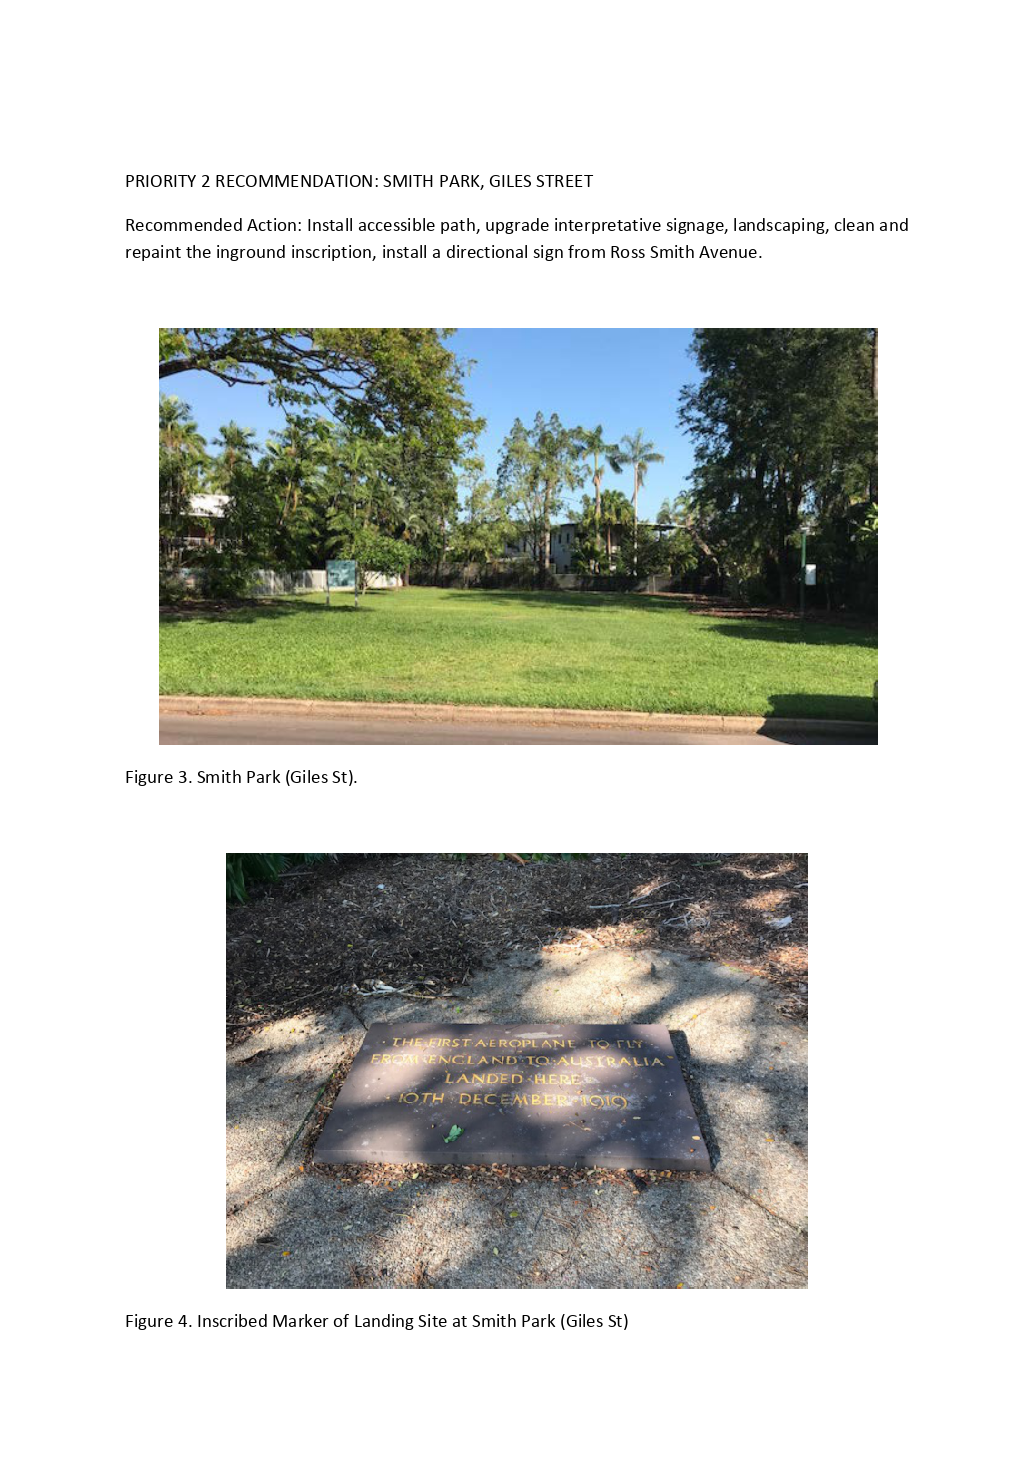 PRIORITY 2 RECOMMENDATION: SMITH PARK, GILES STREET
Recommended Action: Install accessible path, upgrade interpretative signage, landscaping, clean and
repaint the inground inscription, install a directional sign from Ross Smith Avenue.
Figure 3. Smith Park (Giles St).
THE FIRST AEROPLANE TO FLY
FROM ENGLAND TO AUSTRALIA
LANDED HERE
10TH DECEMBER 1919
Figure 4. Inscribed Marker of Landing Site at Smith Park (Giles St)